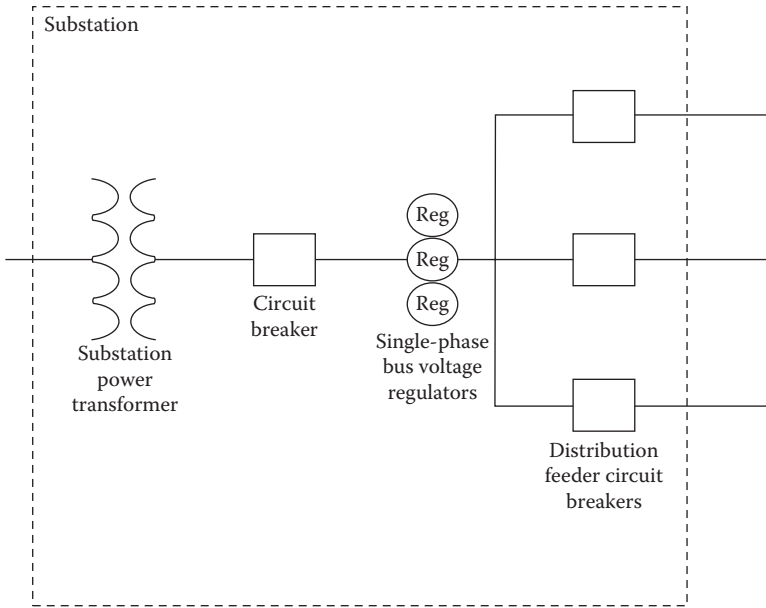 Substation
Reg
Reg
Reg
Circuit
breaker
Single-phase
bus voltage
regulators
Substation
power
transformer
Distribution
feeder circuit
breakers